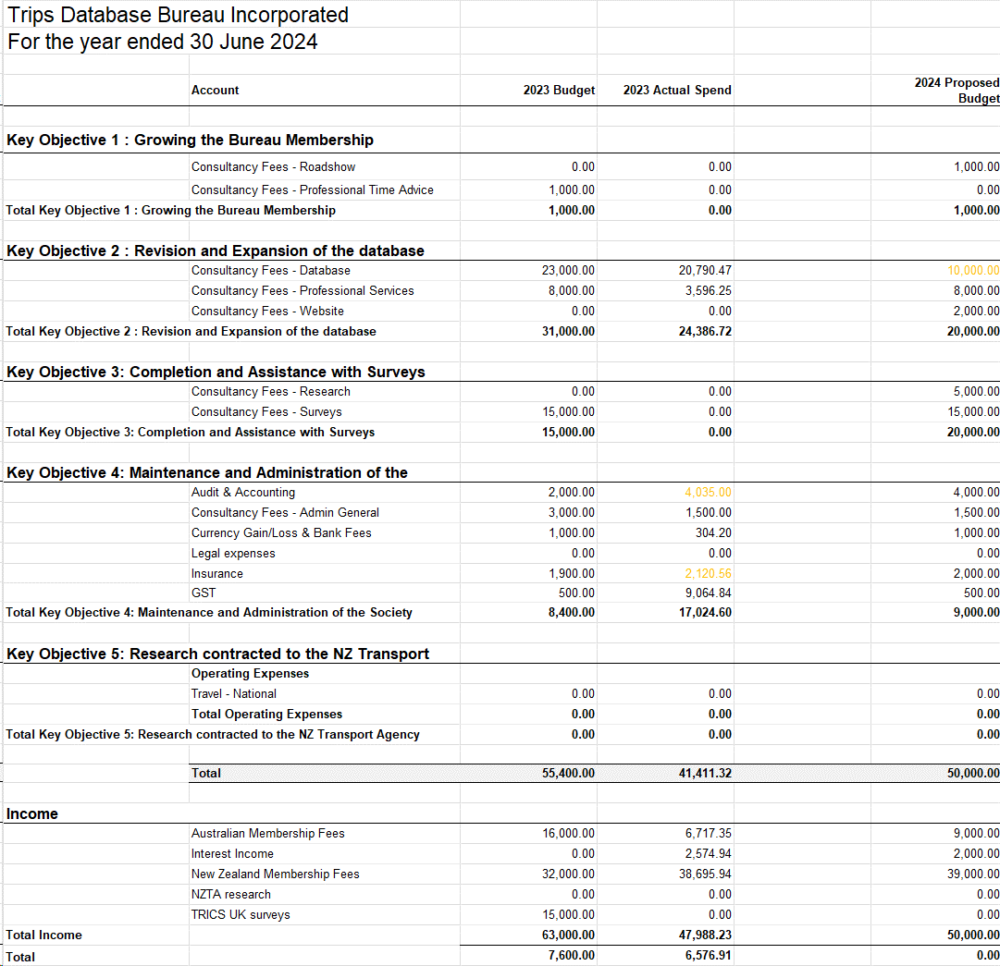 Trips Database Bureau Incorporated
For the year ended 30 June 2024
Account 2023 Budget 2023 Actual Spend 2024 Proposed Budget
Key Objective 1 : Growing the Bureau Membership
Consultancy Fees - Roadshow 0.00 0.00 1,000.00
Consultancy Fees - Professional Time Advice 1,000.00 0.00 0.00
Total Key Objective 1 : Growing the Bureau Membership 1,000.00 0.00 1,000.00
Key Objective 2 : Revision and Expansion of the database
Consultancy Fees - Database 23,000.00 20,790.47 10,000.00
Consultancy Fees - Professional Services 8,000.00 3,596.25 8,000.00
Consultancy Fees - Website 0.00 0.00 2,000.00
Total Key Objective 2 : Revision and Expansion of the database 31,000.00 24,386.72 20,000.00
Key Objective 3: Completion and Assistance with Surveys
Consultancy Fees - Research 0.00 0.00 5,000.00
Consultancy Fees - Surveys 15,000.00 0.00 15,000.00
Total Key Objective 3: Completion and Assistance with Surveys 15,000.00 0.00 20,000.00
Key Objective 4: Maintenance and Administration of the
Audit & Accounting 2,000.00 4,035.00 4,000.00
Consultancy Fees - Admin General 3,000.00 1,500.00 1,500.00
Currency Gain/Loss & Bank Fees 1,000.00 304.20 1,000.00
Legal expenses 0.00 0.00 0.00
Insurance 1,900.00 2,120.56 2,000.00
GST 500.00 9,064.84 500.00
Total Key Objective 4: Maintenance and Administration of the Society 8,400.00 17,024.60 9,000.00
Key Objective 5: Research contracted to the NZ Transport
Operating Expenses
Travel - National 0.00 0.00 0.00
Total Operating Expenses 0.00 0.00 0.00
Total Key Objective 5: Research contracted to the NZ Transport Agency 0.00 0.00 0.00
Total 55,400.00 41,411.32 50,000.00
Income
Australian Membership Fees 16,000.00 6,717.35 9,000.00
Interest Income 0.00 2,574.94 2,000.00
New Zealand Membership Fees 32,000.00 38,695.94 39,000.00
NZTA research 0.00 0.00 0.00
TRICS UK surveys 15,000.00 0.00 0.00
Total Income 63,000.00 47,988.23 50,000.00
Total 7,600.00 6,576.91 0.00